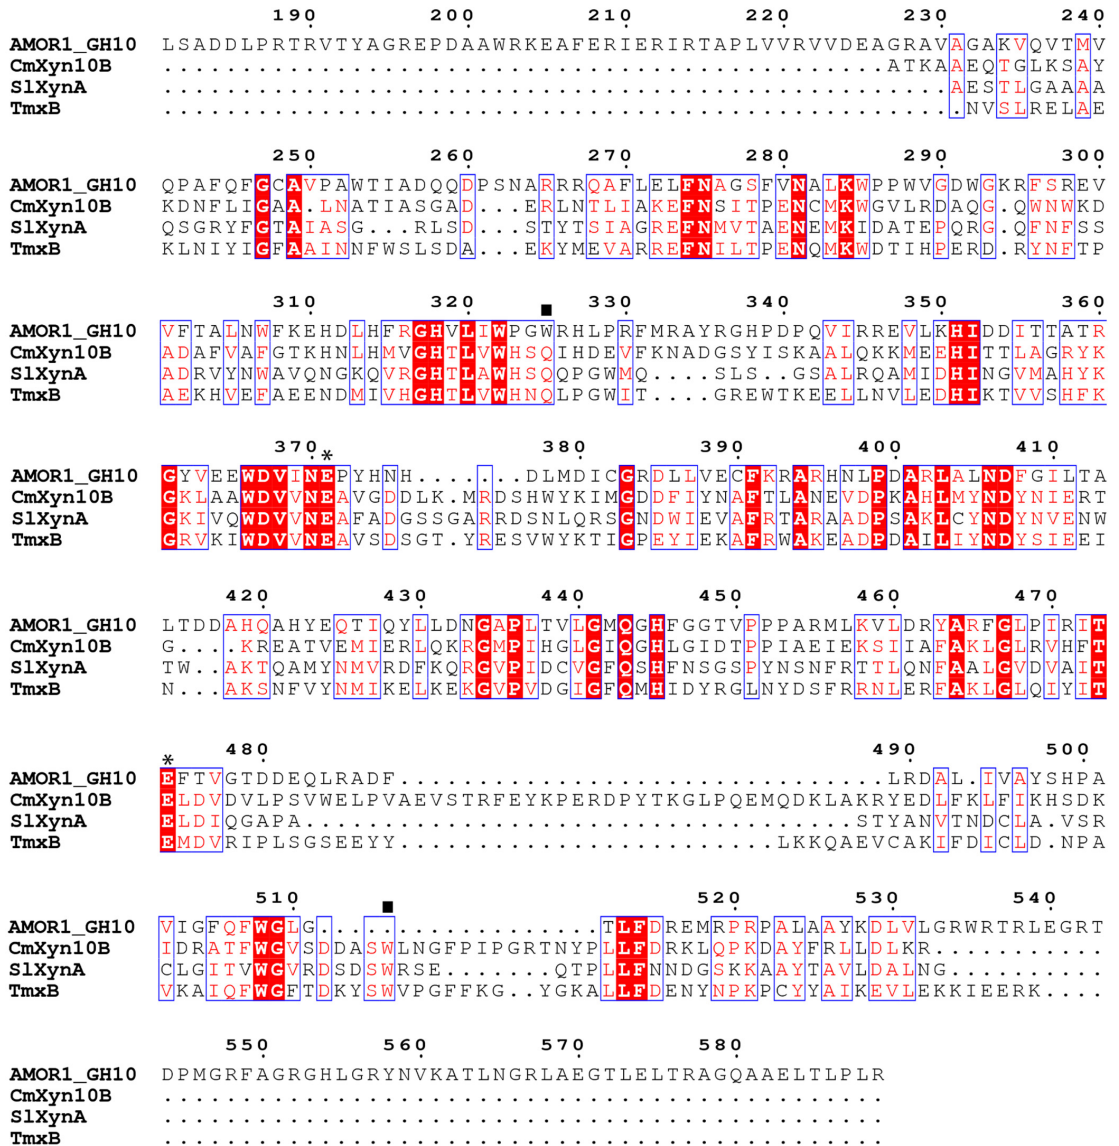 190 200 210 220 230 240
AMOR1_GH10 LSADDLPRTRVTYAGREPDAAWRKEAFERIERIRTAPLVVRVVDEAGRAVAGAKVQVTMV
CmXyn10B ..............................................ATKAAEQTGLKSAY
SlXynA ..................................................AESTLGAAAA
TmxB ...................................................NVSLRELAE
250 260 270 280 290 300
AMOR1_GH10 QPAFQFGCAVPAWTIADQQDPSNARRRQAFLELFNAGSFVNALKWPPWVGDWGKRFSREV
CmXyn10B KDNFLIGAA.LNATIASGAD...ERLNTLIAKEFNSITPENCMKWGVLRDAQG.QWNWKD
SlXynA QSGRYFGTAIASG...RLSD...STYTSIAGREFNMVTAENEMKIDATEPQRG.QFNFSS
TmxB KLNIYIGFAAINNFWSLSDA...EKYMEVARREFNILTPENQMKWDTIHPERD.RYNFTP
■
310 320 330 340 350 360
AMOR1_GH10 VFTALNWFKEHDLHFRGHVLIWPGWRHLPRFMRAYRGHPDPQVIRREVLKHIDDITTATR
CmXyn10B ADAFVAFGTKHNLHMVGHTLVWHSQIHDEVFKNADGSYISKAALQKKMEEHITTLAGRYK
SlXynA ADRVYNWAVQNGKQVRGHTLAWHSQQPGWMQ....SLS..GSALRQAMIDHINGVMAHYK
TmxB AEKHVEFAEENDMIVHGHTLVWHNQLPGWIT....GREWTKEELLNVLEDHIKTVVSHFK
370 380 390 400 410
*
AMOR1_GH10 GYVEEWDVINEPYHNH.......DLMDICGRDLLVECFKRARHNLPDARLALNDFGILTA
CmXyn10B GKLAAWDVVNEAVGDDLK.MRDSHWYKIMGDDFIYNAFTLANEVDPKAHLMYNDYNIERT
SlXynA GKIVQWDVVNEAFADGSSGARRDSNLQRSGNDWIEVAFRTARAADPSAKLCYNDYNVENW
TmxB GRVKIWDVVNEAVSDSGT.YRESVWYKTIGPEYIEKAFRWAKEADPDAILIYNDYSIEEI
420 430 440 450 460 470
AMOR1_GH10 LTDDAHQAHYEQTIQYLLDNGAPLTVLGMQGHFGGTVPPPARMLKVLDRYARFGLPIRIT
CmXyn10B G...KREATVEMIERLQKRGMPIHGLGIQGHLGIDTPPIAEIEKSIIAFAKLGLRVHFT
SlXynA TW..AKTQAMYNMVRDFKQRGVPIDCVGFQSHFNSGSPYNSNFRTTLQNFAALGVDVAIT
TmxB N...AKSNFVYNMIKELKEKGVPVDGIGFQMHIDYRGLNYDSFRRNLERFAKLGLQIYIT
* 480 490 500
AMOR1_GH10 EFTVGTDDEQLRADF...............................LRDAL.IVAYSHPA
CmXyn10B ELDVDVLPSVWELPVAEVSTRFEYKPERDPYTKGLPQEMQDKLAKRYEDLFKLFIKHSDK
SlXynA ELDIQGAPA...................................STYANVTNDCLA.VSR
TmxB EMDVRIPLSGSEEYY........................LKKQAEVCAKIFDICLD.NPA
510 ■ 520 530 540
AMOR1_GH10 VIGFQFWGLG..................TLFDREMRPRPALAAYKDLVLGRWRTRLEGRT
CmXyn10B IDRATFWGVSDDASWLNGFPIPGRTNYPLLFDRKLQPKDAYFRLLDLKR...........
SlXynA CLGITVWGVRDSDSWRSE.......QTPLLFNNDGSKKAAYTAVLDALNG..........
TmxB VKAIQFWGFTDKYSWVPGFFKG..YGKALLFDENYNPKPCYYAIKEVLEKKIEERK....
550 560 570 580
AMOR1_GH10 DPMGRFAGRGHLGRYNVKATLNGRLAEGTLELTRAGQAAELTLPLR
CmXyn10B ..............................................
SlXynA ..............................................
TmxB ..............................................